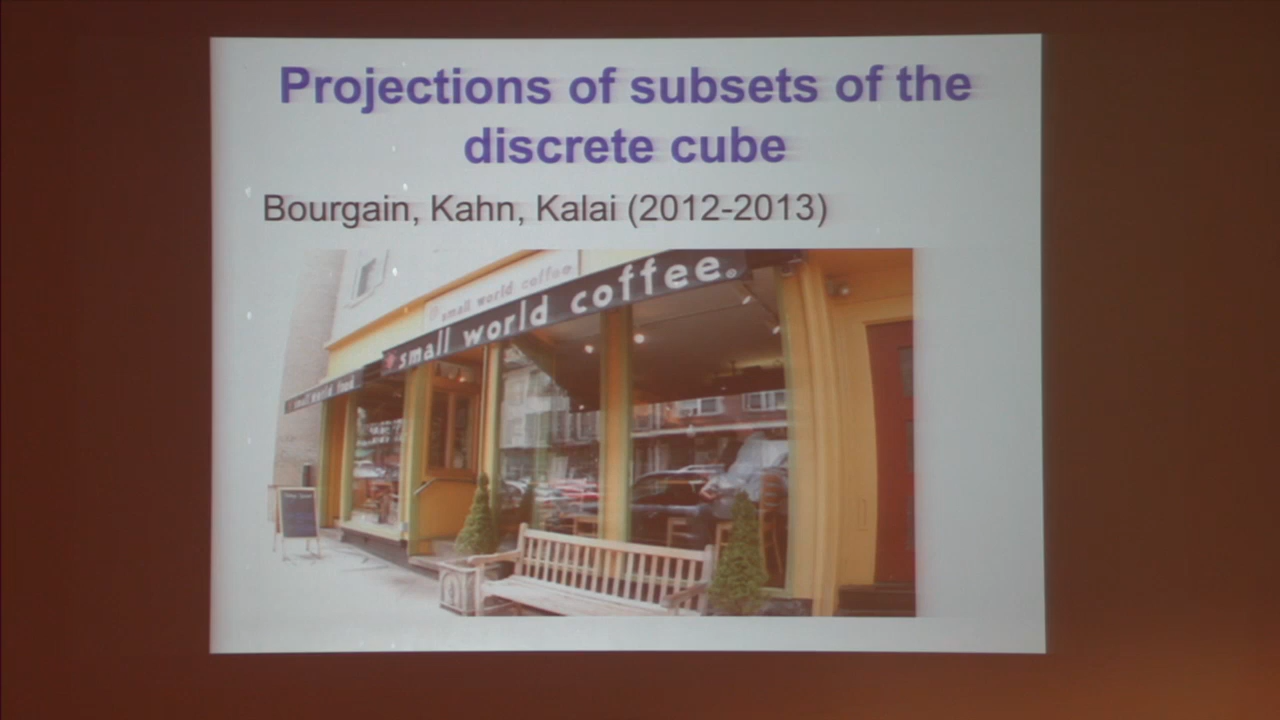 Projections of subsets of the
discrete cube
Bourgain, Kahn, Kalai (2012-2013)
small world coffee
small world coffee.
small world food